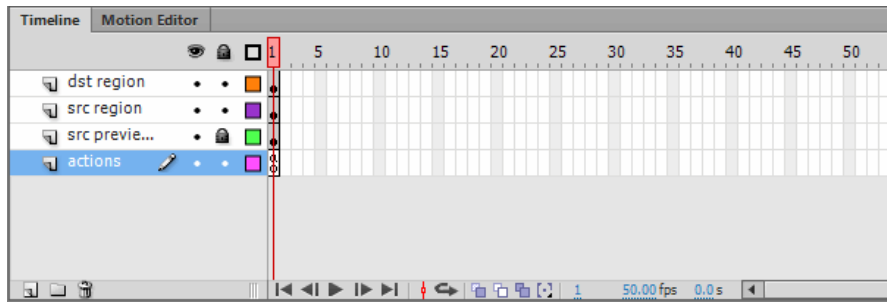 Timeline Motion Editor
1 5 10 15 20 25 30 35 40 45 50
dst region
src region
src previe...
actions
1 50.00 fps 0.0 s